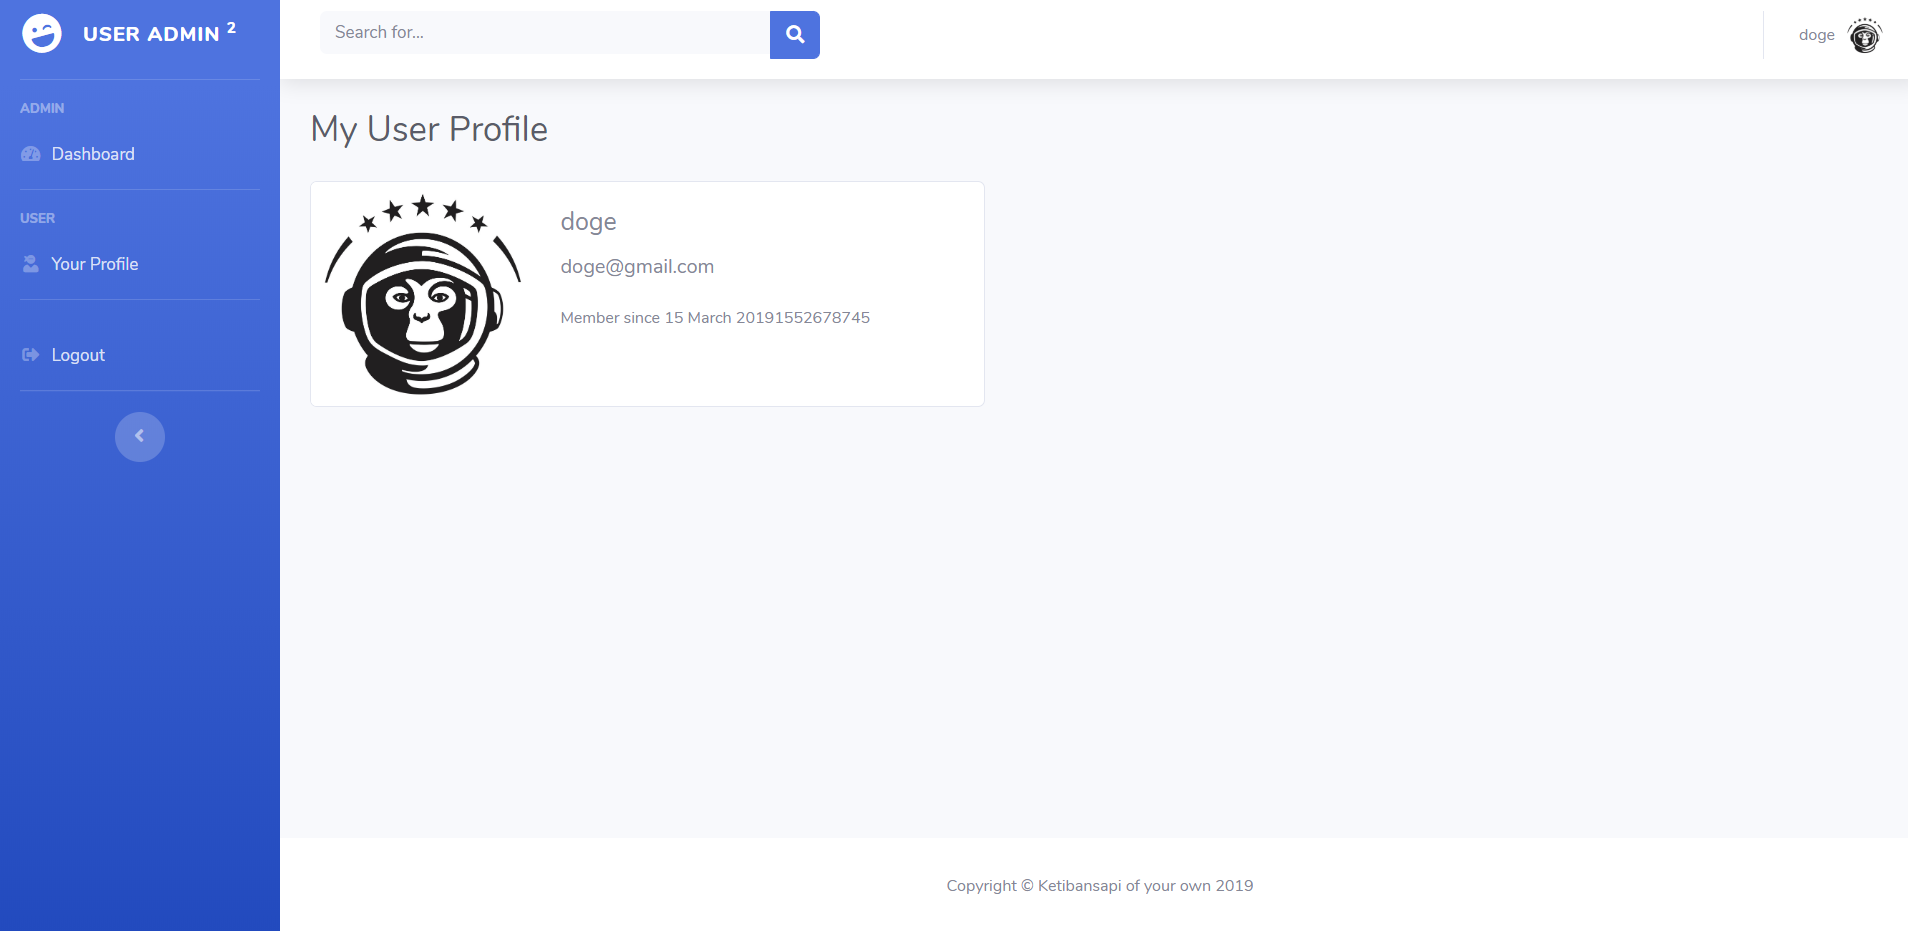 USER ADMIN 2
Search for...
doge
ADMIN
Dashboard
USER
Your Profile
Logout
My User Profile
doge
doge@gmail.com
Member since 15 March 20191552678745
Copyright © Ketibansapi of your own 2019